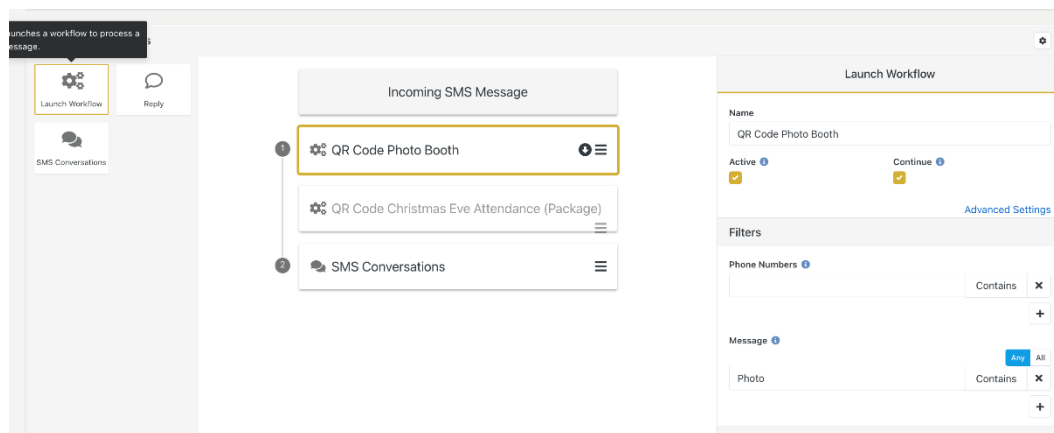 unches a workflow to process a
essage.
s
Launch Workflow
Reply
SMS Conversations
Incoming SMS Message
1
QR Code Photo Booth
QR Code Christmas Eve Attendance (Package)
2
SMS Conversations
Launch Workflow
Name
QR Code Photo Booth
Active
Continue
Advanced Settings
Filters
Phone Numbers
Contains
Message
Any All
Photo
Contains